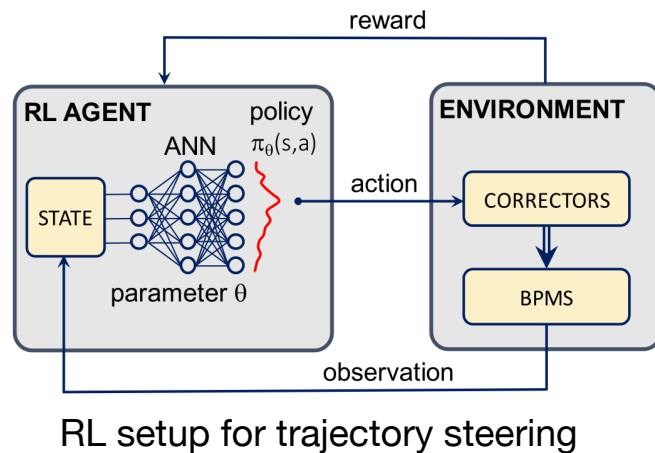 reward
RL AGENT
policy
ENVIRONMENT
ANN
πθ(s,a)
action
STATE
CORRECTORS
parameter θ
BPMS
observation
RL setup for trajectory steering